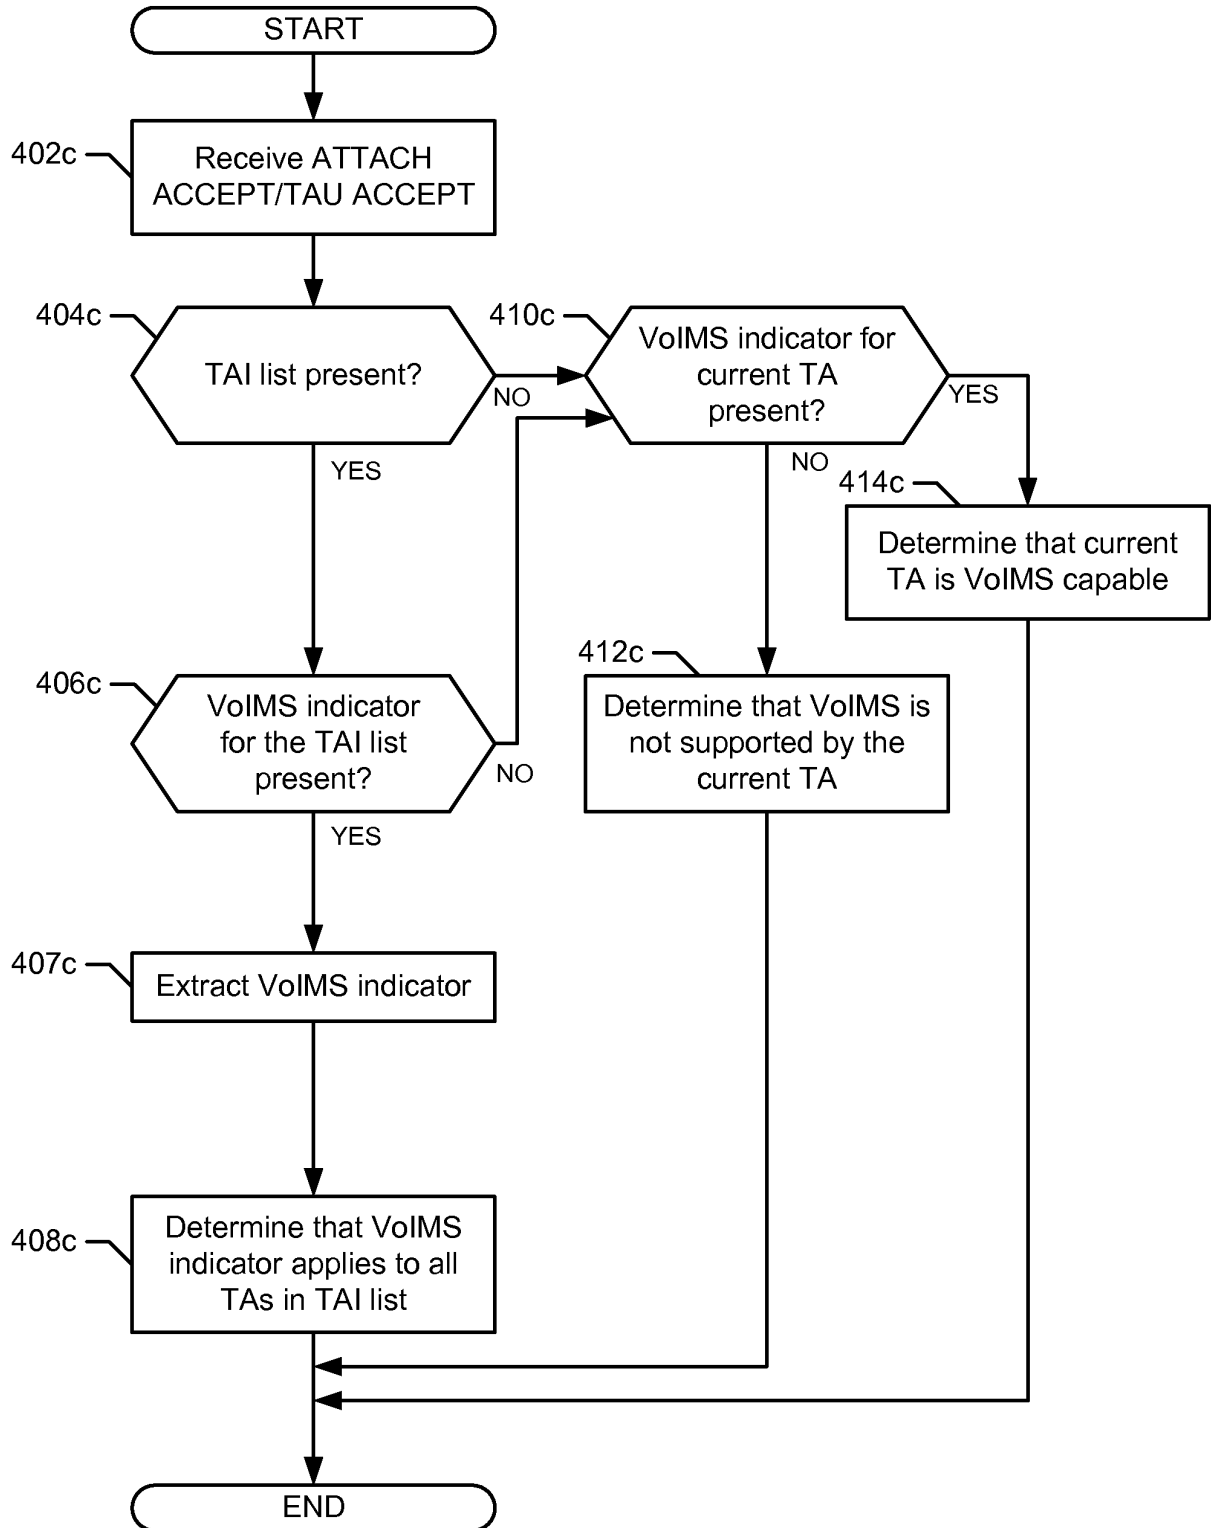 START
402c
Receive ATTACH
ACCEPT/TAU ACCEPT
404c
TAI list present?
NO
YES
410c
VoIMS indicator for
current TA
present?
YES
NO
414c
Determine that current
TA is VoIMS capable
412c
Determine that VoIMS is
not supported by the
current TA
406c
VoIMS indicator
for the TAI list
present?
NO
YES
407c
Extract VoIMS indicator
408c
Determine that VoIMS
indicator applies to all
TAs in TAI list
END